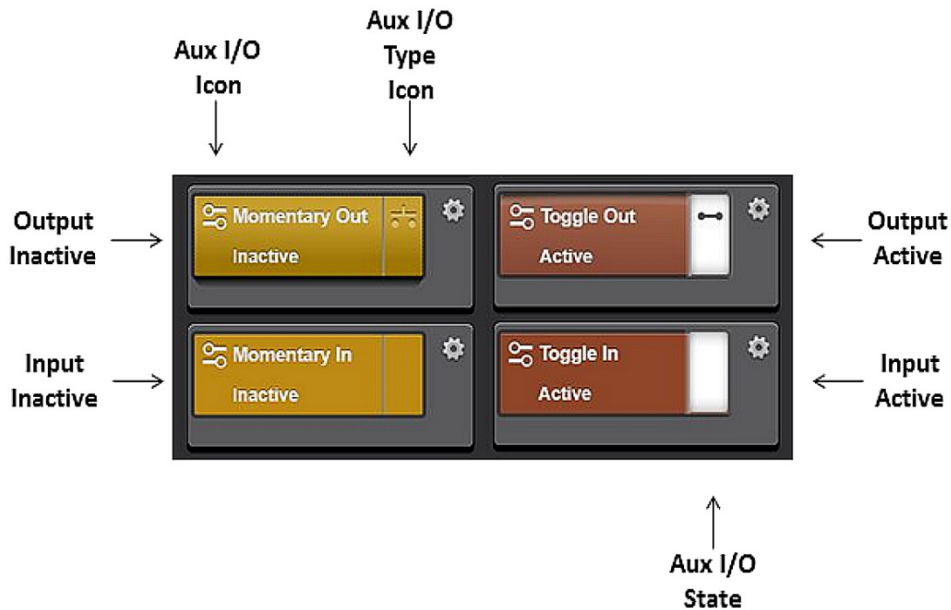 Aux I/O
Icon
Aux I/O
Type
Icon
Output
Inactive
Momentary Out
Inactive
Toggle Out
Active
Output
Active
Input
Inactive
Momentary In
Inactive
Toggle In
Active
Input
Active
Aux I/O
State